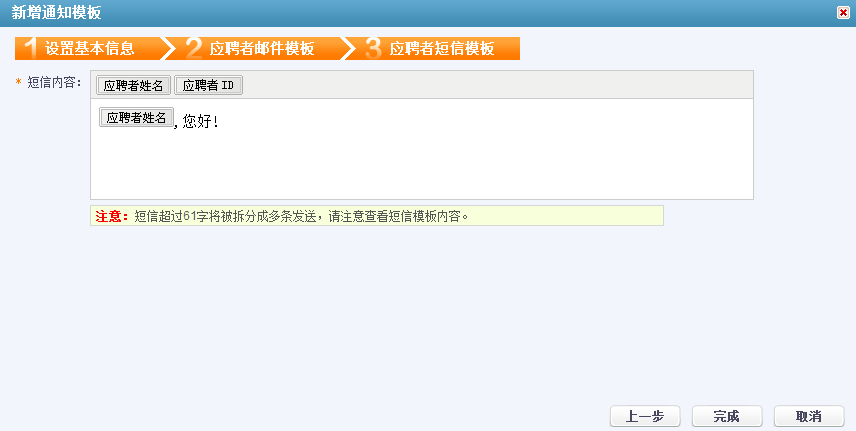 新增通知模板
1 设置基本信息 2 应聘者邮件模板 3 应聘者短信模板
* 短信内容: 应聘者姓名 应聘者ID
应聘者姓名,您好!
注意：短信超过61字将被拆分成多条发送，请注意查看短信模板内容。
上一步 完成 取消